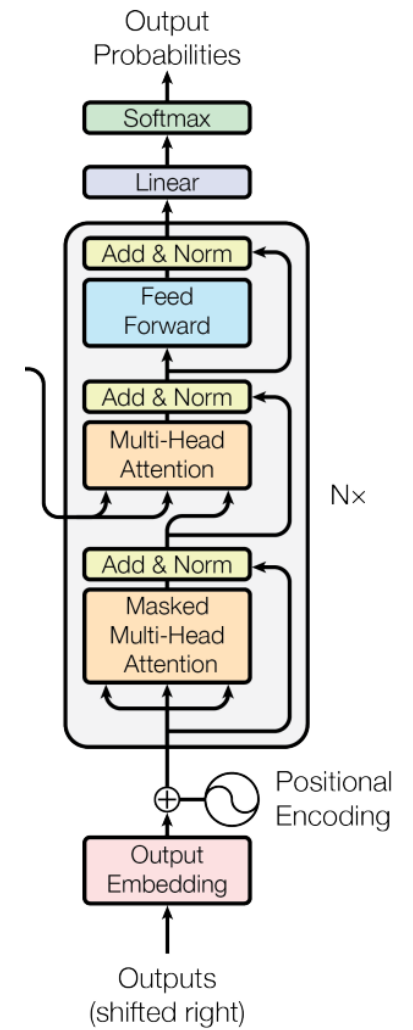 Output
Probabilities
Softmax
Linear
Add & Norm
Feed
Forward
Add & Norm
Multi-Head
Attention
N×
Add & Norm
Masked
Multi-Head
Attention
Positional
Encoding
Output
Embedding
Outputs
(shifted right)